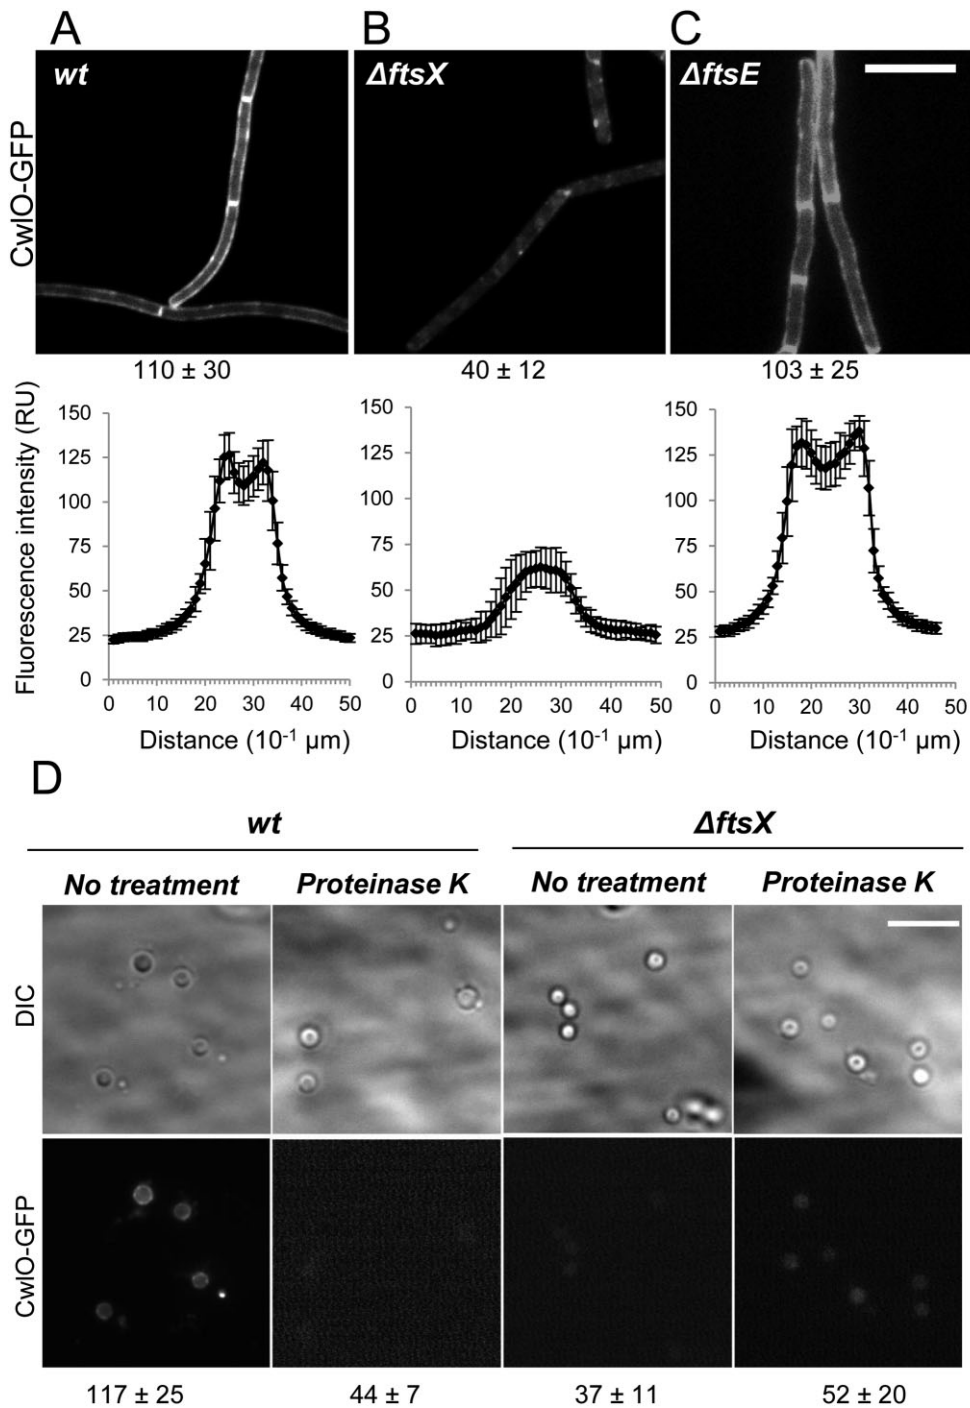 A B C
wt ΔftsX ΔftsE
CwlO-GFP
110 ± 30 40 ± 12 103 ± 25
Fluorescence intensity (RU)
150 150 150
125 125 125
100 100 100
75 75 75
50 50 50
25 25 25
0 0 0
0 10 20 30 40 50 0 10 20 30 40 50 0 10 20 30 40 50
Distance (10⁻¹ μm) Distance (10⁻¹ μm) Distance (10⁻¹ μm)
D
wt ΔftsX
No treatment Proteinase K No treatment Proteinase K
DIC
CwlO-GFP
117 ± 25 44 ± 7 37 ± 11 52 ± 20